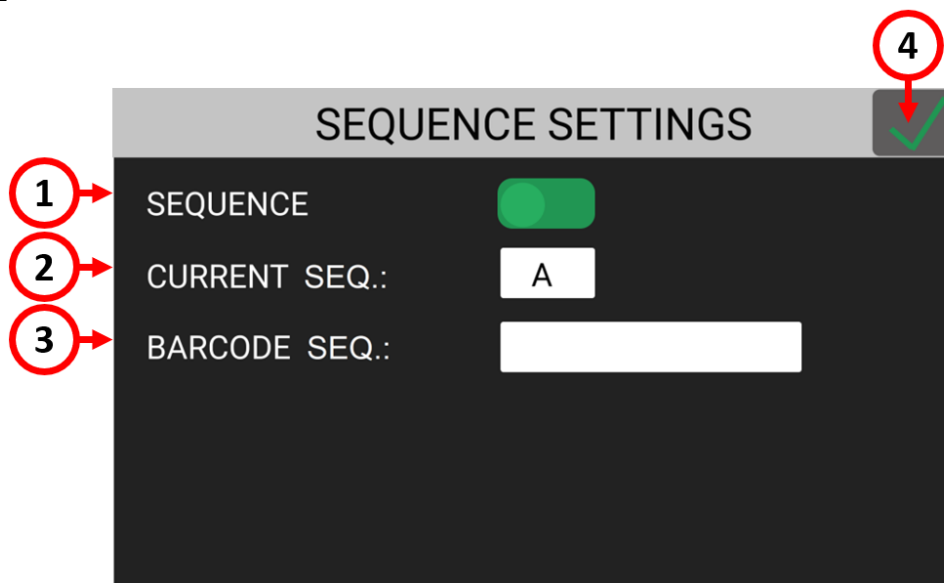 4
SEQUENCE SETTINGS
1 SEQUENCE
2 CURRENT SEQ.: A
3 BARCODE SEQ.: